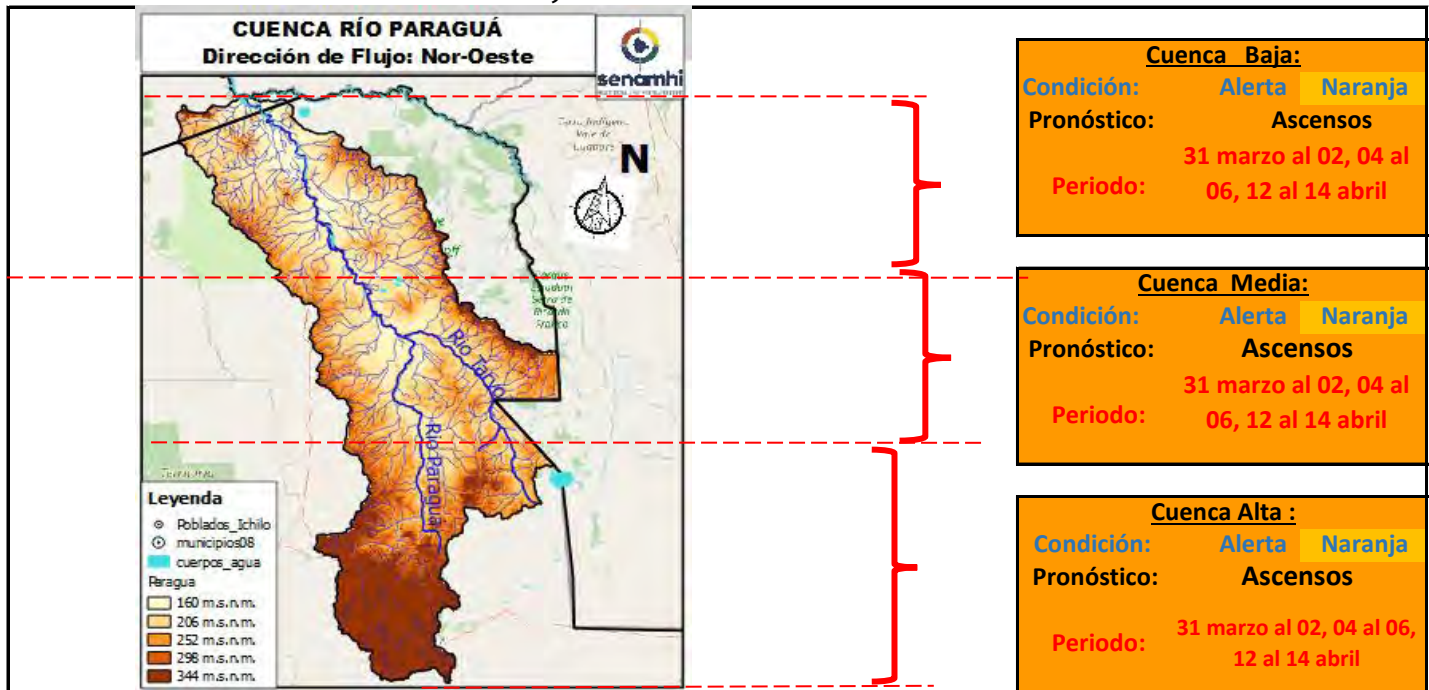 CUENCA RÍO PARAGUÁ
Dirección de Flujo: Nor-Oeste
senamhi
N
Río Tarvo
Río Paraguá
Leyenda
Poblados_Ichilo
municipios08
cuerpos_agua
Paragua
160 m.s.n.m.
206 m.s.n.m.
252 m.s.n.m.
298 m.s.n.m.
344 m.s.n.m.
Cuenca Baja:
Condición: Alerta Naranja
Pronóstico: Ascensos
31 marzo al 02, 04 al
Periodo: 06, 12 al 14 abril
Cuenca Media:
Condición: Alerta Naranja
Pronóstico: Ascensos
31 marzo al 02, 04 al
Periodo: 06, 12 al 14 abril
Cuenca Alta :
Condición: Alerta Naranja
Pronóstico: Ascensos
Periodo: 31 marzo al 02, 04 al 06,
12 al 14 abril